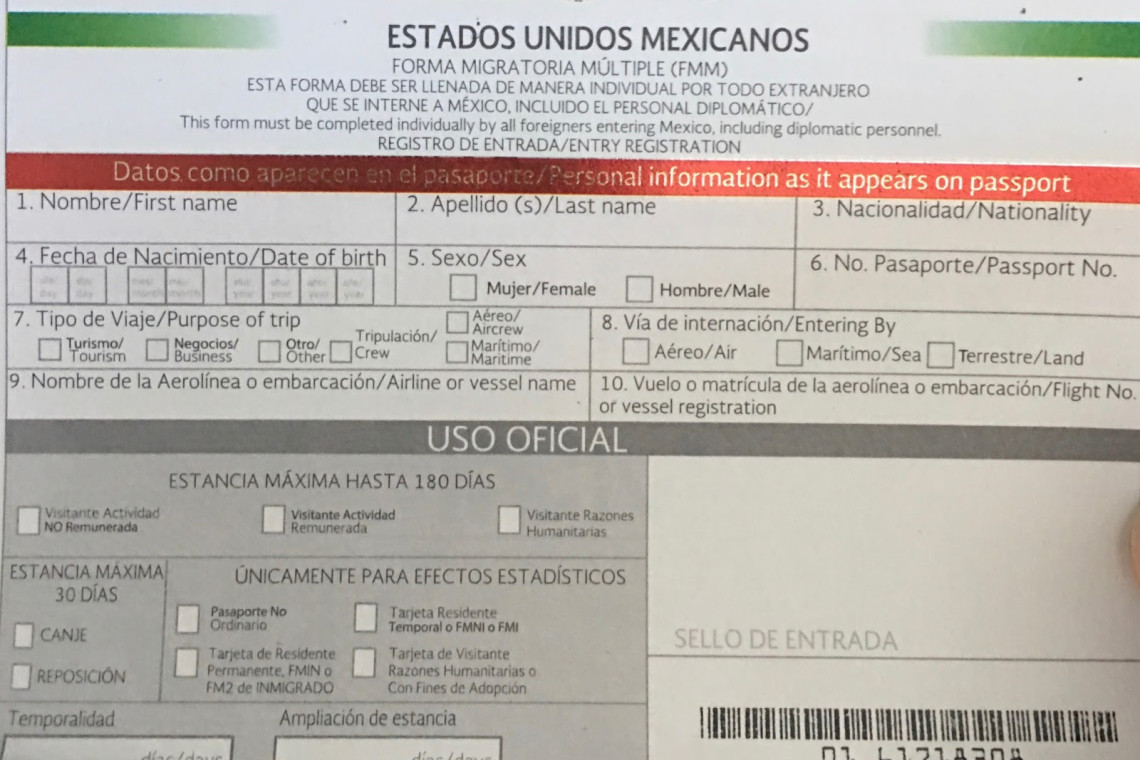 ESTADOS UNIDOS MEXICANOS
FORMA MIGRATORIA MÚLTIPLE (FMM)
ESTA FORMA DEBE SER LLENADA DE MANERA INDIVIDUAL POR TODO EXTRANJERO
QUE SE INTERNE A MÉXICO, INCLUIDO EL PERSONAL DIPLOMÁTICO/
This form must be completed individually by all foreigners entering Mexico, including diplomatic personnel.
REGISTRO DE ENTRADA/ENTRY REGISTRATION
Datos como aparecen en el pasaporte/Personal information as it appears on passport
1. Nombre/First name
2. Apellido (s)/Last name
3. Nacionalidad/Nationality
4. Fecha de Nacimiento/Date of birth
5. Sexo/Sex
Mujer/Female
Hombre/Male
6. No. Pasaporte/Passport No.
7. Tipo de Viaje/Purpose of trip
Turismo/
Tourism
Negocios/
Business
Otro/
Other
Tripulación/
Crew
Aéreo/
Aircrew
Marítimo/
Maritime
8. Vía de internación/Entering By
Aéreo/Air
Marítimo/Sea
Terrestre/Land
9. Nombre de la Aerolínea o embarcación/Airline or vessel name
10. Vuelo o matrícula de la aerolínea o embarcación/Flight No.
or vessel registration
USO OFICIAL
ESTANCIA MÁXIMA HASTA 180 DÍAS
Visitante Actividad
NO Remunerada
Visitante Actividad
Remunerada
Visitante Razones
Humanitarias
ESTANCIA MÁXIMA
30 DÍAS
CANJE
REPOSICIÓN
ÚNICAMENTE PARA EFECTOS ESTADÍSTICOS
Pasaporte No
Ordinario
Tarjeta Residente
Temporal o FMNI o FMI
Tarjeta de Residente
Permanente, FMIN o
FM2 de INMIGRADO
Tarjeta de Visitante
Razones Humanitarias o
Con Fines de Adopción
SELLO DE ENTRADA
Temporalidad
días/days
Ampliación de estancia
días/days